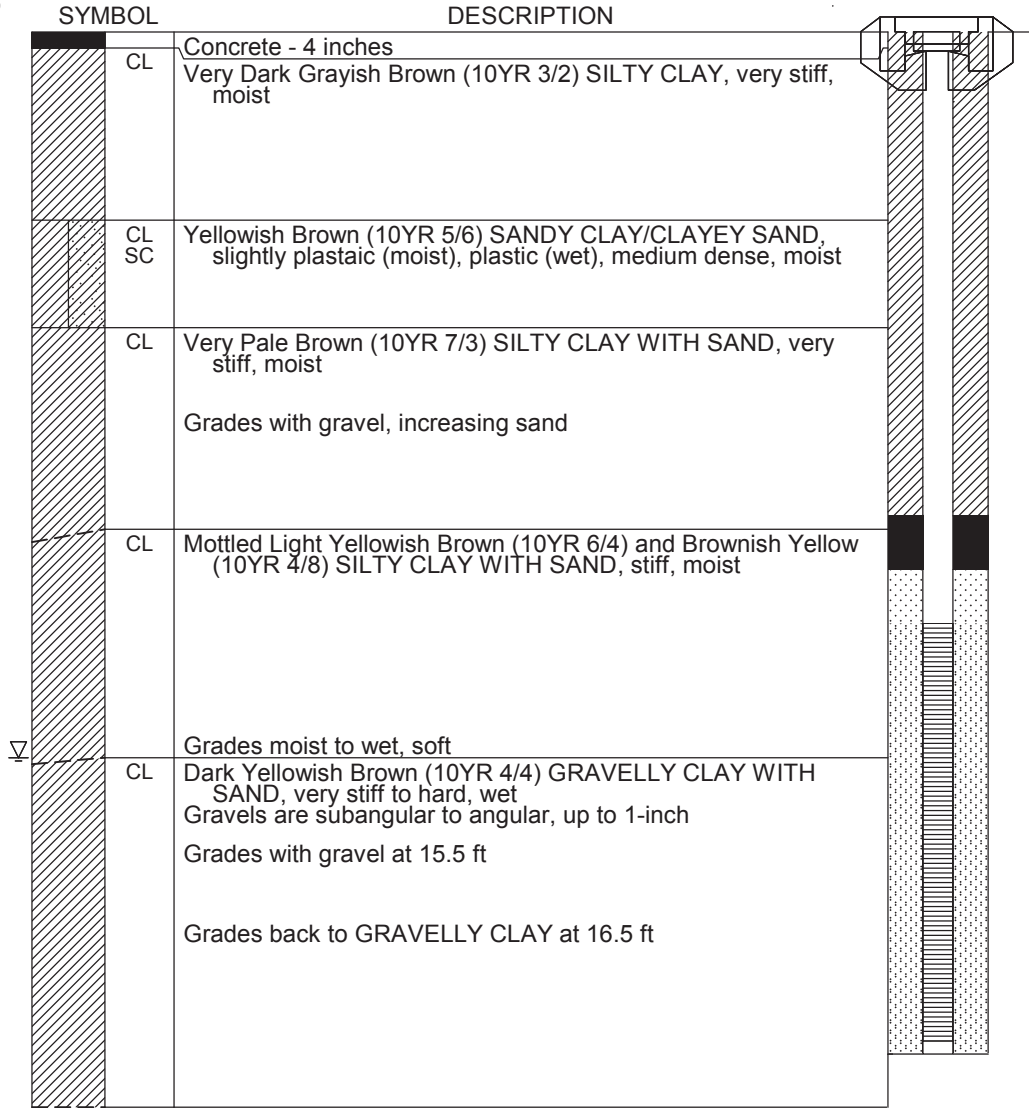 SYMBOL DESCRIPTION
Concrete - 4 inches
CL Very Dark Grayish Brown (10YR 3/2) SILTY CLAY, very stiff,
moist
CL Yellowish Brown (10YR 5/6) SANDY CLAY/CLAYEY SAND,
SC slightly plastaic (moist), plastic (wet), medium dense, moist
CL Very Pale Brown (10YR 7/3) SILTY CLAY WITH SAND, very
stiff, moist
Grades with gravel, increasing sand
CL Mottled Light Yellowish Brown (10YR 6/4) and Brownish Yellow
(10YR 4/8) SILTY CLAY WITH SAND, stiff, moist
Grades moist to wet, soft
CL Dark Yellowish Brown (10YR 4/4) GRAVELLY CLAY WITH
SAND, very stiff to hard, wet
Gravels are subangular to angular, up to 1-inch
Grades with gravel at 15.5 ft
Grades back to GRAVELLY CLAY at 16.5 ft